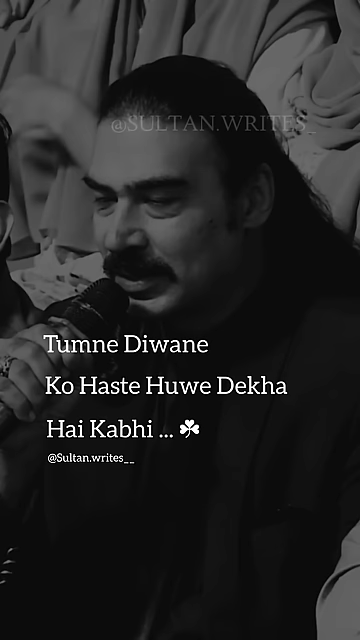 @SULTAN.WRITES_
Tumne Diwane
Ko Haste Huwe Dekha
Hai Kabhi ... ☘
@Sultan.writes__